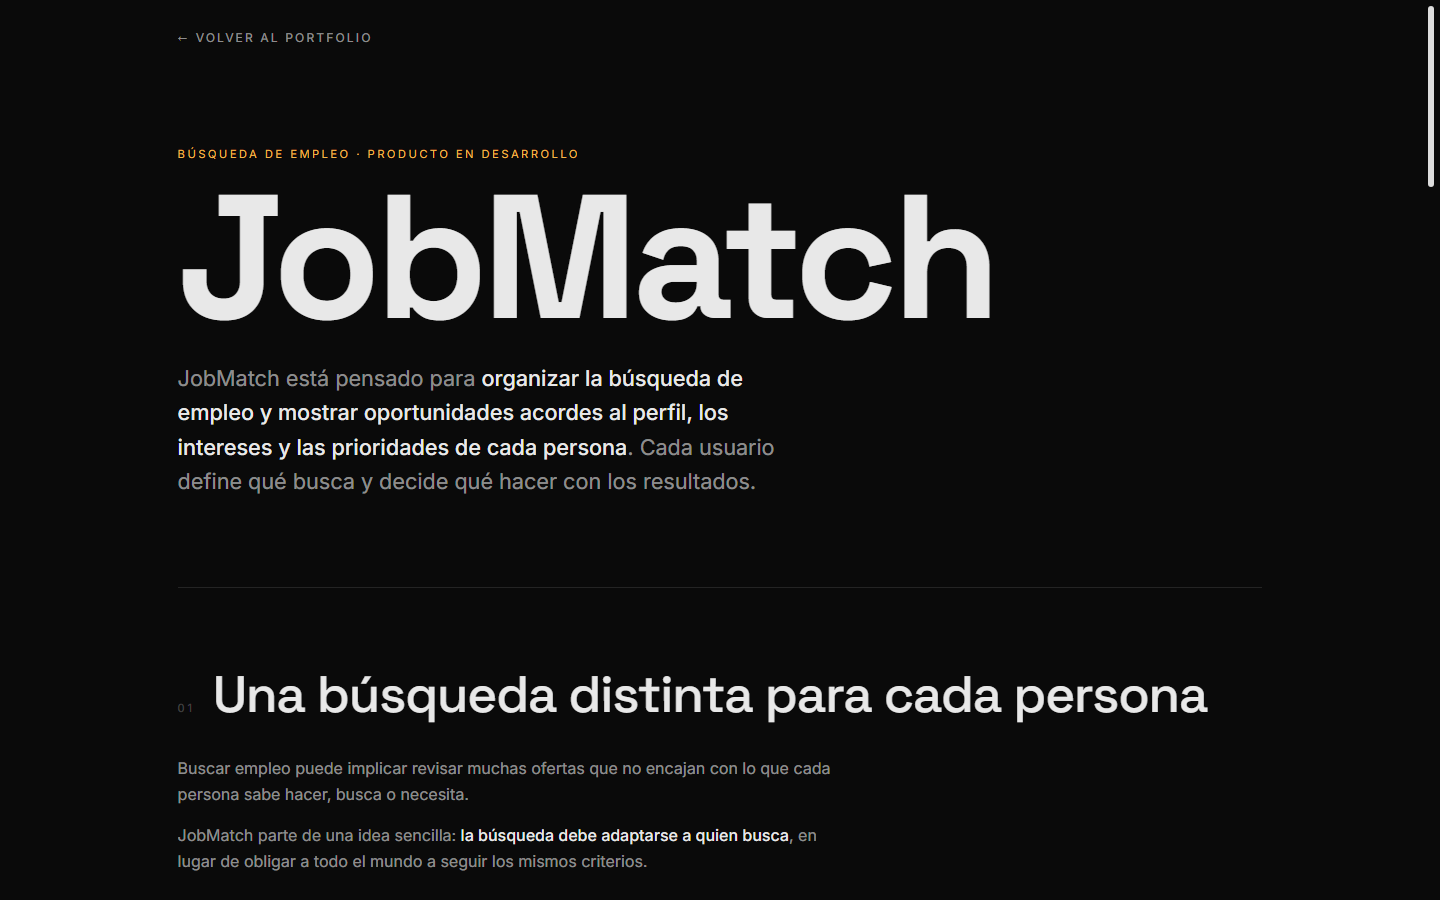 ← VOLVER AL PORTFOLIO
BÚSQUEDA DE EMPLEO · PRODUCTO EN DESARROLLO
JobMatch
JobMatch está pensado para organizar la búsqueda de
empleo y mostrar oportunidades acordes al perfil, los
intereses y las prioridades de cada persona. Cada usuario
define qué busca y decide qué hacer con los resultados.
01 Una búsqueda distinta para cada persona
Buscar empleo puede implicar revisar muchas ofertas que no encajan con lo que cada
persona sabe hacer, busca o necesita.
JobMatch parte de una idea sencilla: la búsqueda debe adaptarse a quien busca, en
lugar de obligar a todo el mundo a seguir los mismos criterios.